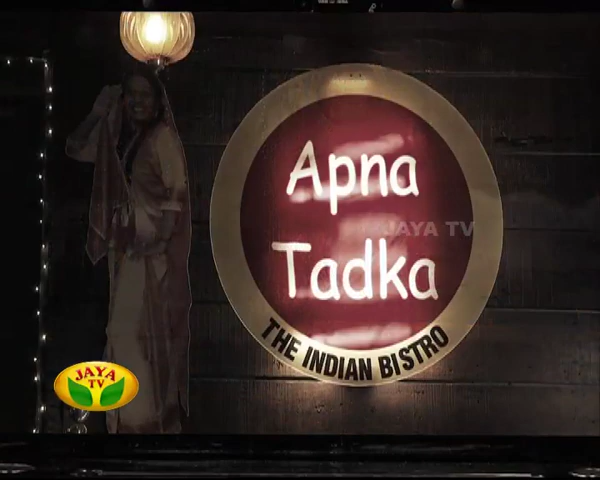 Apna
JAYA TV
Tadka
THE INDIAN BISTRO
JAYA
TV